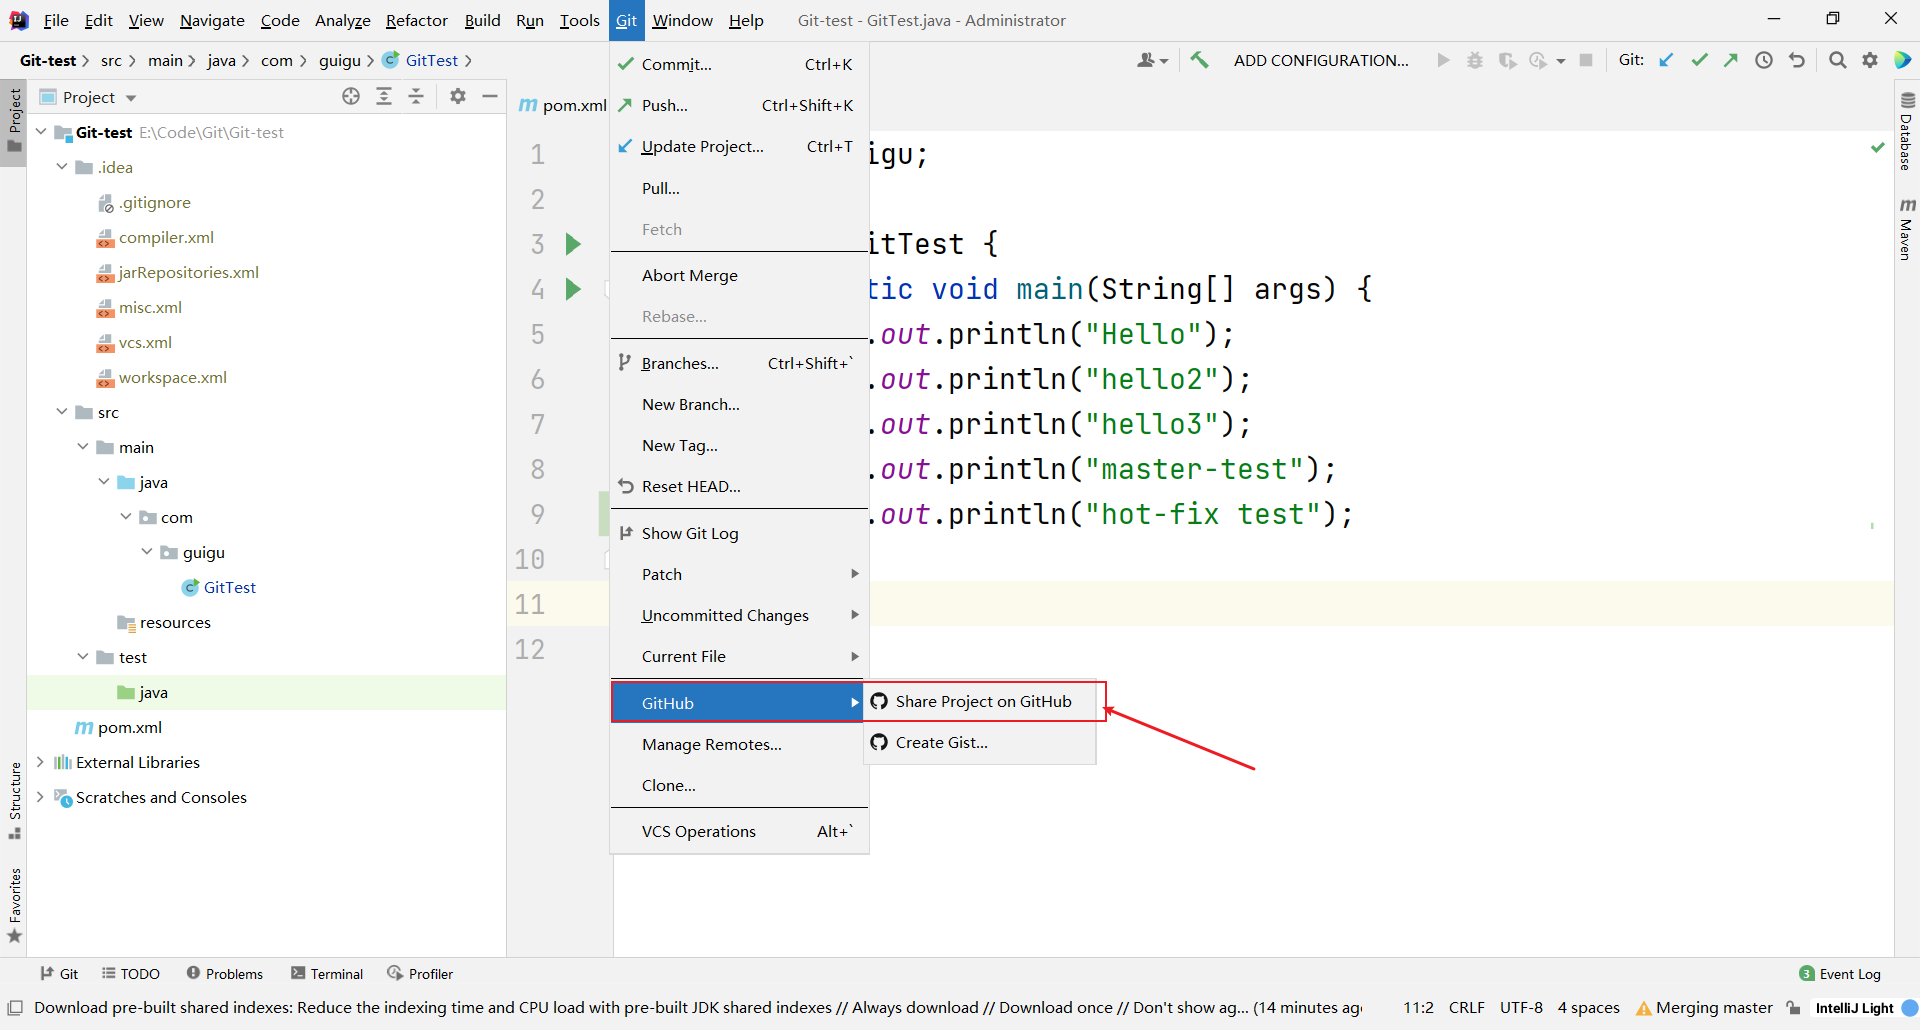 File Edit View Navigate Code Analyze Refactor Build Run Tools Git Window Help Git-test - GitTest.java - Administrator
Git-test src main java com guigu GitTest
ADD CONFIGURATION... Git:
Project
Project
pom.xml
Git-test E:\Code\Git\Git-test
.idea
.gitignore
compiler.xml
jarRepositories.xml
misc.xml
vcs.xml
workspace.xml
src
main
java
com
guigu
GitTest
resources
test
java
pom.xml
External Libraries
Scratches and Consoles
Structure
Favorites
Commit... Ctrl+K
Push... Ctrl+Shift+K
Update Project... Ctrl+T
Pull...
Fetch
Abort Merge
Rebase...
Branches... Ctrl+Shift+`
New Branch...
New Tag...
Reset HEAD...
Show Git Log
Patch
Uncommitted Changes
Current File
GitHub
Manage Remotes...
Clone...
VCS Operations Alt+`
Share Project on GitHub
Create Gist...
1 igu;
2
3 itTest {
4 tic void main(String[] args) {
5 .out.println("Hello");
6 .out.println("hello2");
7 .out.println("hello3");
8 .out.println("master-test");
9 .out.println("hot-fix test");
10
11
12
Database
Maven
Git TODO Problems Terminal Profiler 3 Event Log
Download pre-built shared indexes: Reduce the indexing time and CPU load with pre-built JDK shared indexes // Always download // Download once // Don't show ag... (14 minutes ago 11:2 CRLF UTF-8 4 spaces Merging master IntelliJ Light